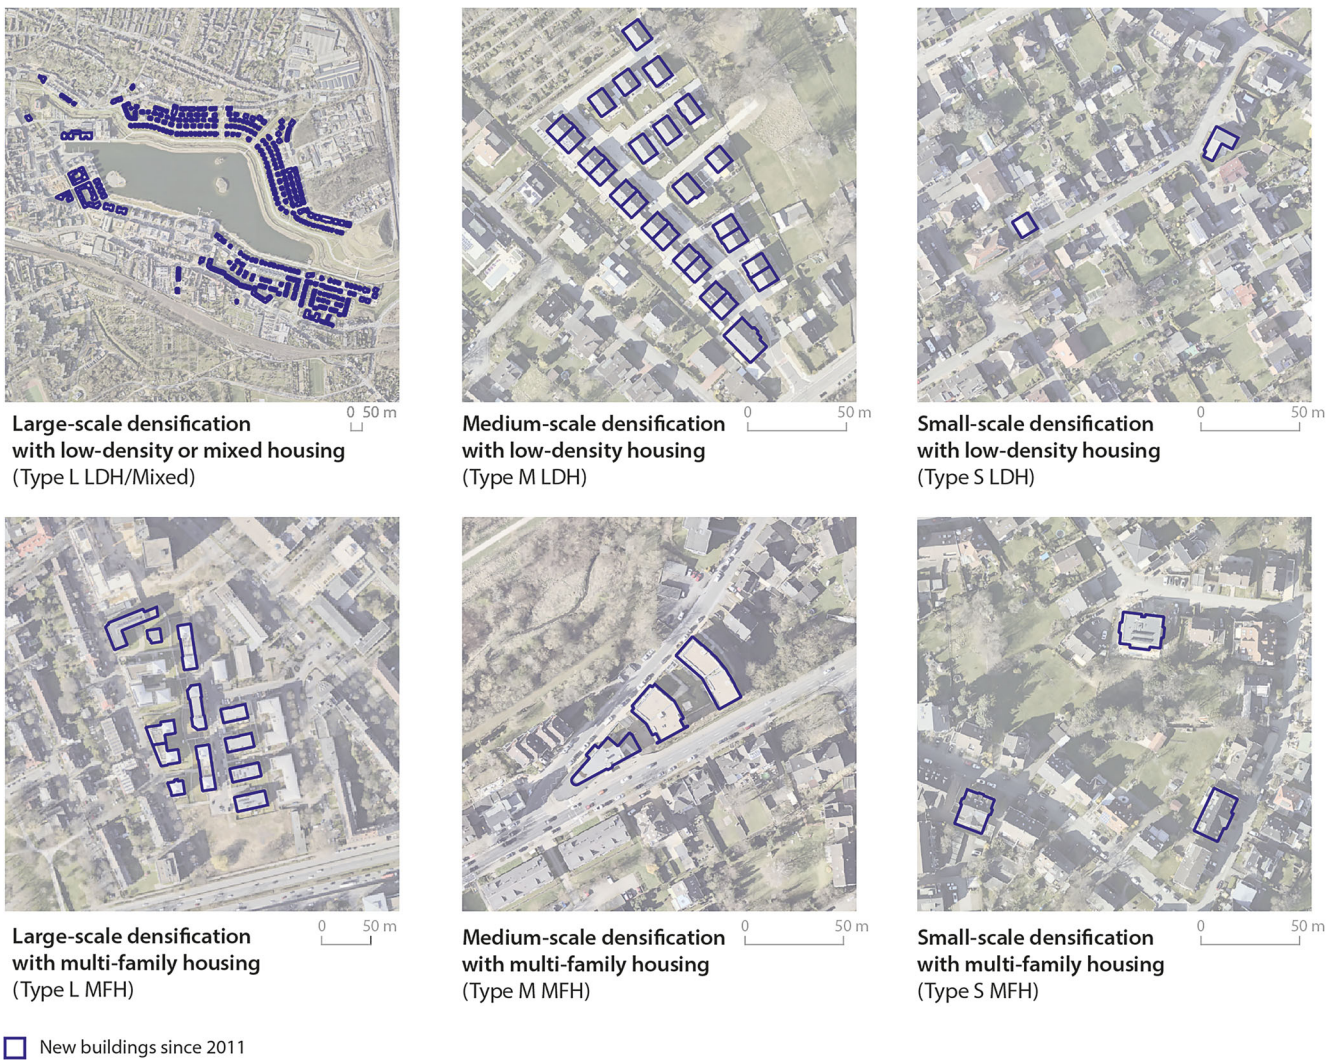 0 50 m
Large-scale densification
with low-density or mixed housing
(Type L LDH/Mixed)
0 50 m
Medium-scale densification
with low-density housing
(Type M LDH)
0 50 m
Small-scale densification
with low-density housing
(Type S LDH)
0 50 m
Large-scale densification
with multi-family housing
(Type L MFH)
0 50 m
Medium-scale densification
with multi-family housing
(Type M MFH)
0 50 m
Small-scale densification
with multi-family housing
(Type S MFH)
New buildings since 2011